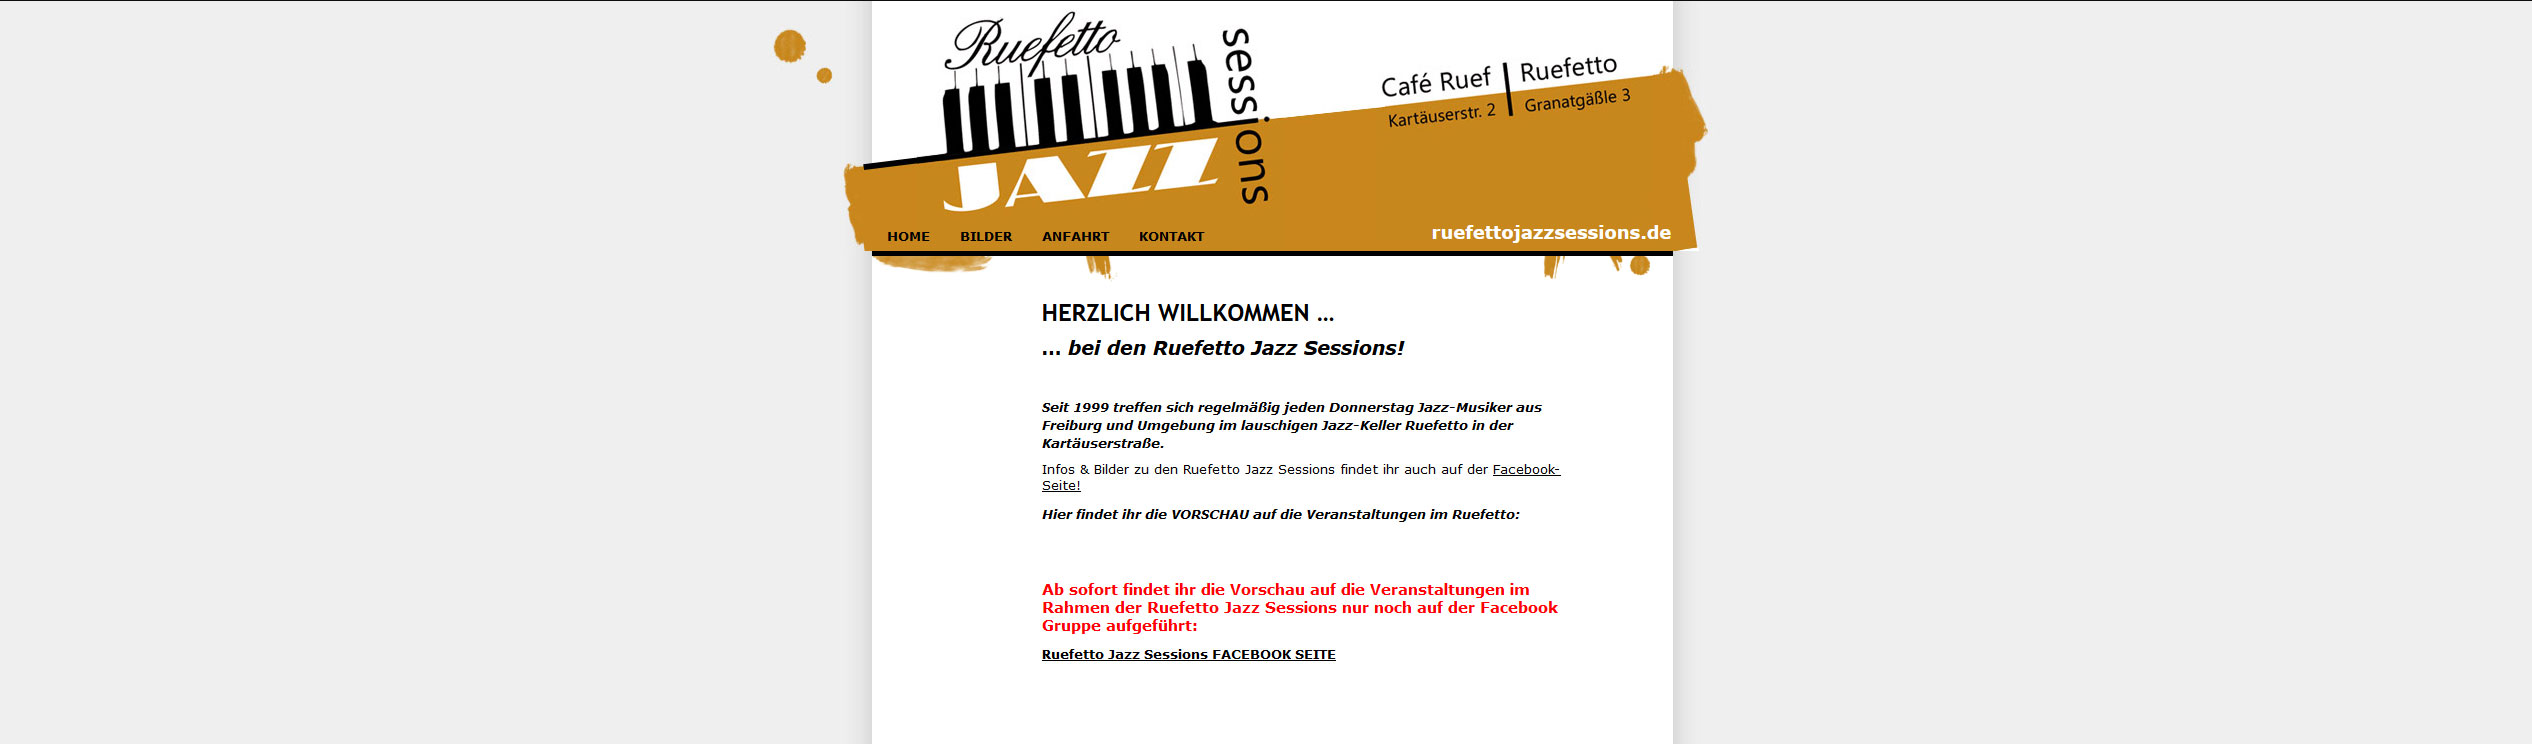 Ruefetto
JAZZ
sessions
Café Ruef | Ruefetto
Kartäuserstr. 2 | Granatgäßle 3
HOME BILDER ANFAHRT KONTAKT
ruefettojazzsessions.de
HERZLICH WILLKOMMEN ...
... bei den Ruefetto Jazz Sessions!
Seit 1999 treffen sich regelmäßig jeden Donnerstag Jazz-Musiker aus
Freiburg und Umgebung im lauschigen Jazz-Keller Ruefetto in der
Kartäuserstraße.
Infos & Bilder zu den Ruefetto Jazz Sessions findet ihr auch auf der Facebook-
Seite!
Hier findet ihr die VORSCHAU auf die Veranstaltungen im Ruefetto:
Ab sofort findet ihr die Vorschau auf die Veranstaltungen im
Rahmen der Ruefetto Jazz Sessions nur noch auf der Facebook
Gruppe aufgeführt:
Ruefetto Jazz Sessions FACEBOOK SEITE